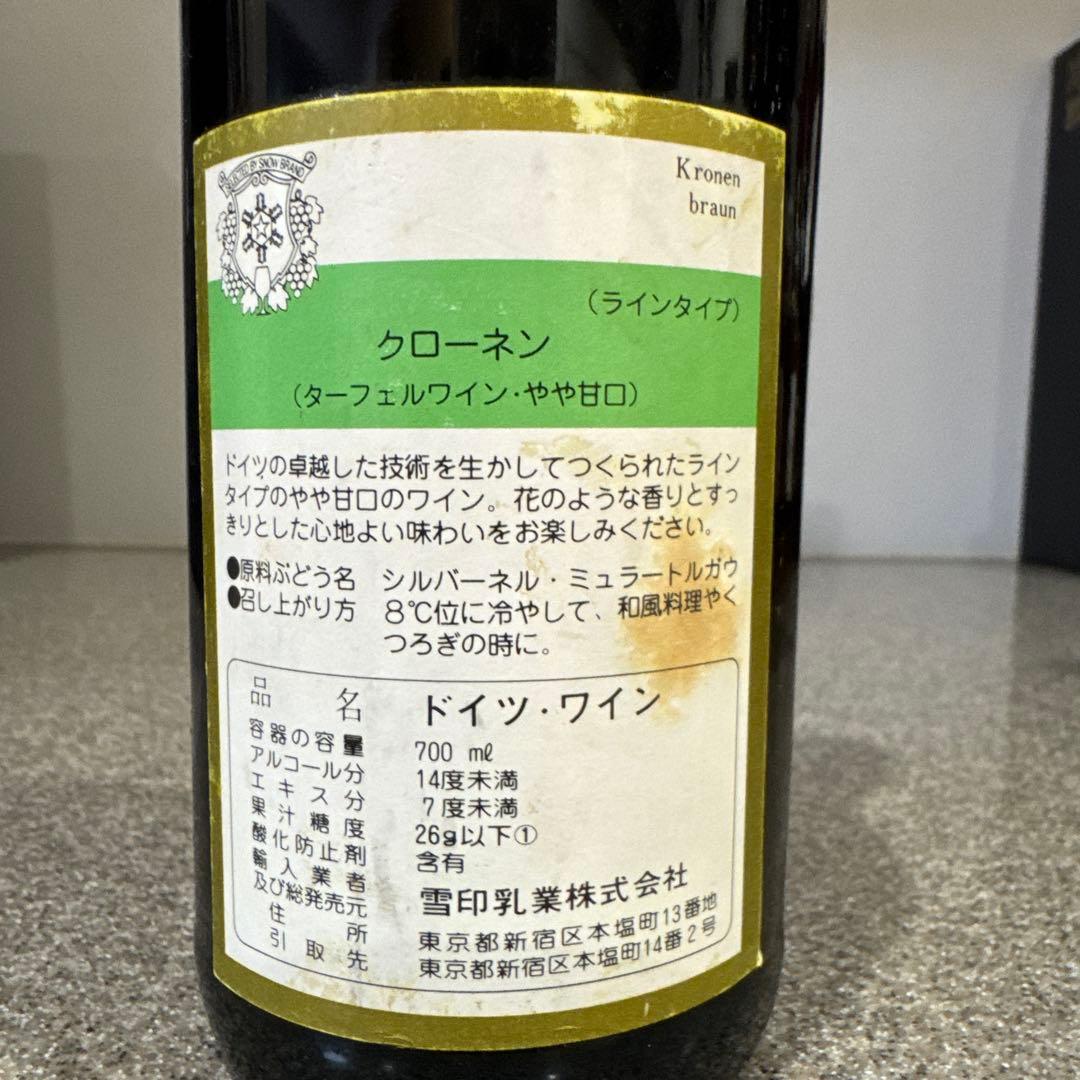 SELECTED BY SNOW BRAND
Kronen
braun
(ラインタイプ)
クローネン
(ターフェルワイン・やや甘口)
ドイツの卓越した技術を生かしてつくられたライン
タイプのやや甘口のワイン。花のような香りとすっ
きりとした心地よい味わいをお楽しみください。
●原料ぶどう名 シルバーネル・ミュラートルガウ
●召し上がり方 8℃位に冷やして、和風料理やく
つろぎの時に。
品名 ドイツ・ワイン
容器の容量 700 ml
アルコール分 14度未満
エキス分 7度未満
果汁糖度 26g以下①
酸化防止剤 含有
輸入業者
及び総発売元 雪印乳業株式会社
住所 東京都新宿区本塩町13番地
引取先 東京都新宿区本塩町14番2号